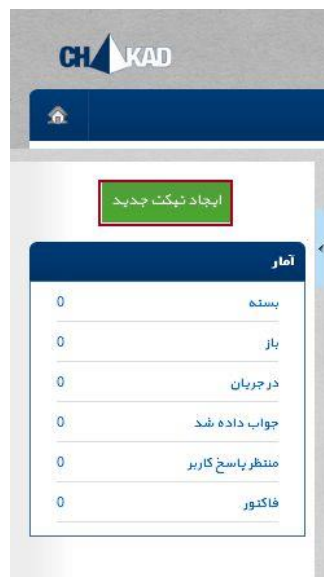 CHAKAD
ایجاد تیکت جدید
آمار
بسته 0
باز 0
در جریان 0
جواب داده شد 0
منتظر پاسخ کاربر 0
فاکتور 0